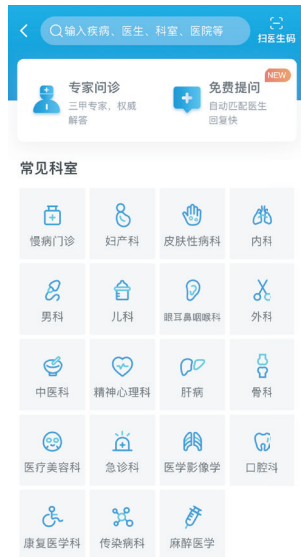 输入疾病、医生、科室、医院等
扫医生码
专家问诊
三甲专家，权威
解答
NEW
免费提问
自动匹配医生
回复快
常见科室
慢病门诊
妇产科
皮肤性病科
内科
男科
儿科
眼耳鼻咽喉科
外科
中医科
精神心理科
肝病
骨科
医疗美容科
急诊科
医学影像学
口腔科
康复医学科
传染病科
麻醉医学